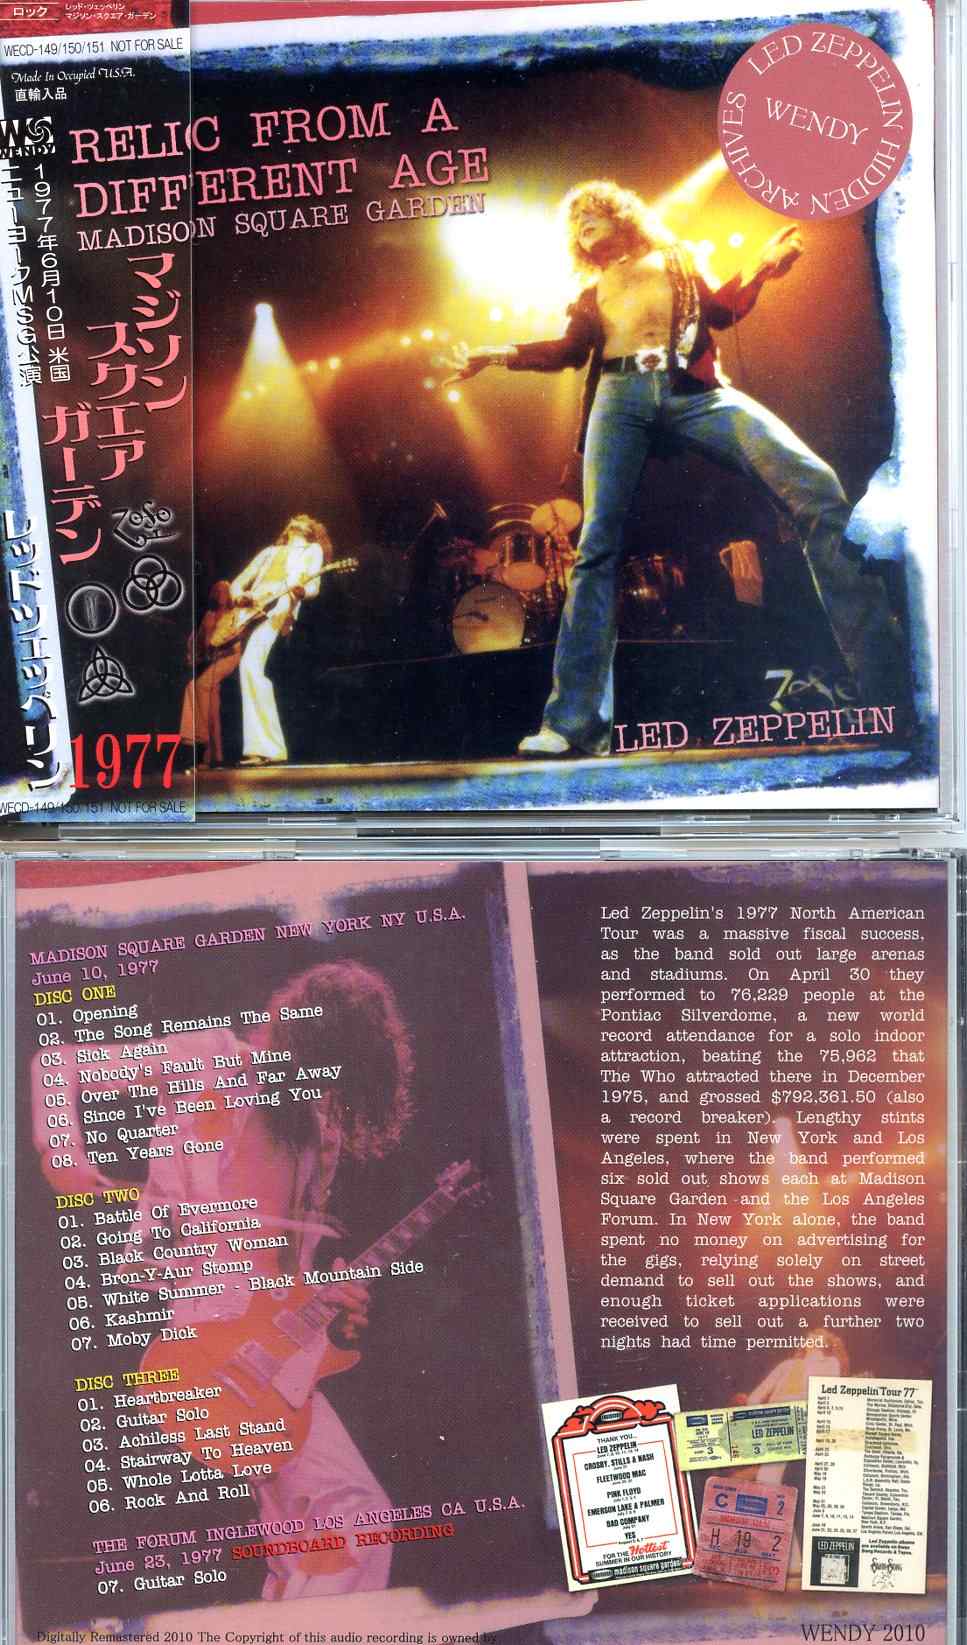 ロック
レッド・ツェッペリン
マジソン・スクエア・ガーデン
WECD-149/150/151 NOT FOR SALE
Made In Occupied U.S.A.
直輸入品
WENDY
1977年6月10日 米国
ニューヨークMSG公演
マジソン
スクエア
ガーデン
レッド・ツェッペリン
1977
WECD-149/150/151 NOT FOR SALE
RELIC FROM A
DIFFERENT AGE
MADISON SQUARE GARDEN
LED ZEPPELIN HIDDEN ARCHIVES
WENDY
LED ZEPPELIN
MADISON SQUARE GARDEN NEW YORK NY U.S.A.
June 10, 1977
DISC ONE
01. Opening
02. The Song Remains The Same
03. Sick Again
04. Nobody's Fault But Mine
05. Over The Hills And Far Away
06. Since I've Been Loving You
07. No Quarter
08. Ten Years Gone
DISC TWO
01. Battle Of Evermore
02. Going To California
03. Black Country Woman
04. Bron-Y-Aur Stomp
05. White Summer - Black Mountain Side
06. Kashmir
07. Moby Dick
DISC THREE
01. Heartbreaker
02. Guitar Solo
03. Achiless Last Stand
04. Stairway To Heaven
05. Whole Lotta Love
06. Rock And Roll
THE FORUM INGLEWOOD LOS ANGELES CA U.S.A.
June 23, 1977 SOUNDBOARD RECORDING
07. Guitar Solo
Led Zeppelin's 1977 North American
Tour was a massive fiscal success,
as the band sold out large arenas
and stadiums. On April 30 they
performed to 76,229 people at the
Pontiac Silverdome, a new world
record attendance for a solo indoor
attraction, beating the 75,962 that
The Who attracted there in December
1975, and grossed $792,361.50 (also
a record breaker). Lengthy stints
were spent in New York and Los
Angeles, where the band performed
six sold out shows each at Madison
Square Garden and the Los Angeles
Forum. In New York alone, the band
spent no money on advertising for
the gigs, relying solely on street
demand to sell out the shows, and
enough ticket applications were
received to sell out a further two
nights had time permitted.
THANK YOU...
LED ZEPPELIN
CROSBY, STILLS & NASH
FLEETWOOD MAC
PINK FLOYD
EMERSON LAKE & PALMER
BAD COMPANY
YES
FOR THE Hottest
SUMMER IN OUR HISTORY
madison square garden
LED ZEPPELIN
C
2
H 19 2
Led Zeppelin Tour 77
Led Zeppelin albums
are available on Swan
Song Records & Tapes.
LED ZEPPELIN
Digitally Remastered 2010 The Copyright of this audio recording is owned by
WENDY 2010